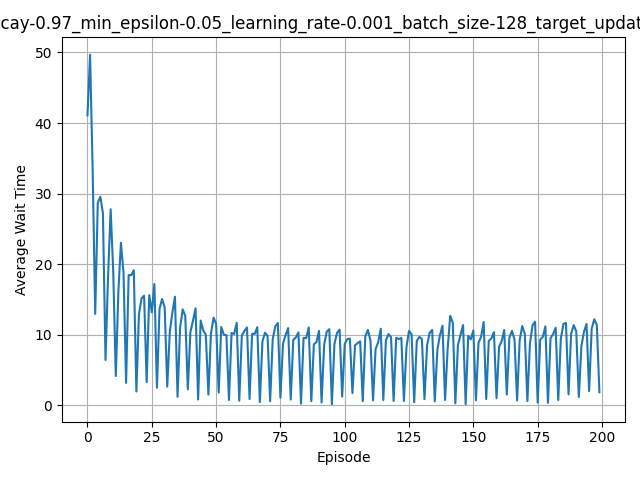 cay-0.97_min_epsilon-0.05_learning_rate-0.001_batch_size-128_target_updat
50
40
30
20
10
0
Average Wait Time
0 25 50 75 100 125 150 175 200
Episode